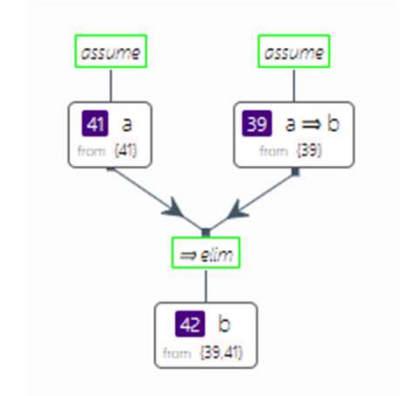 assume assume
41 a 39 a ⇒ b
from {41} from {39}
⇒ elim
42 b
from {39,41}